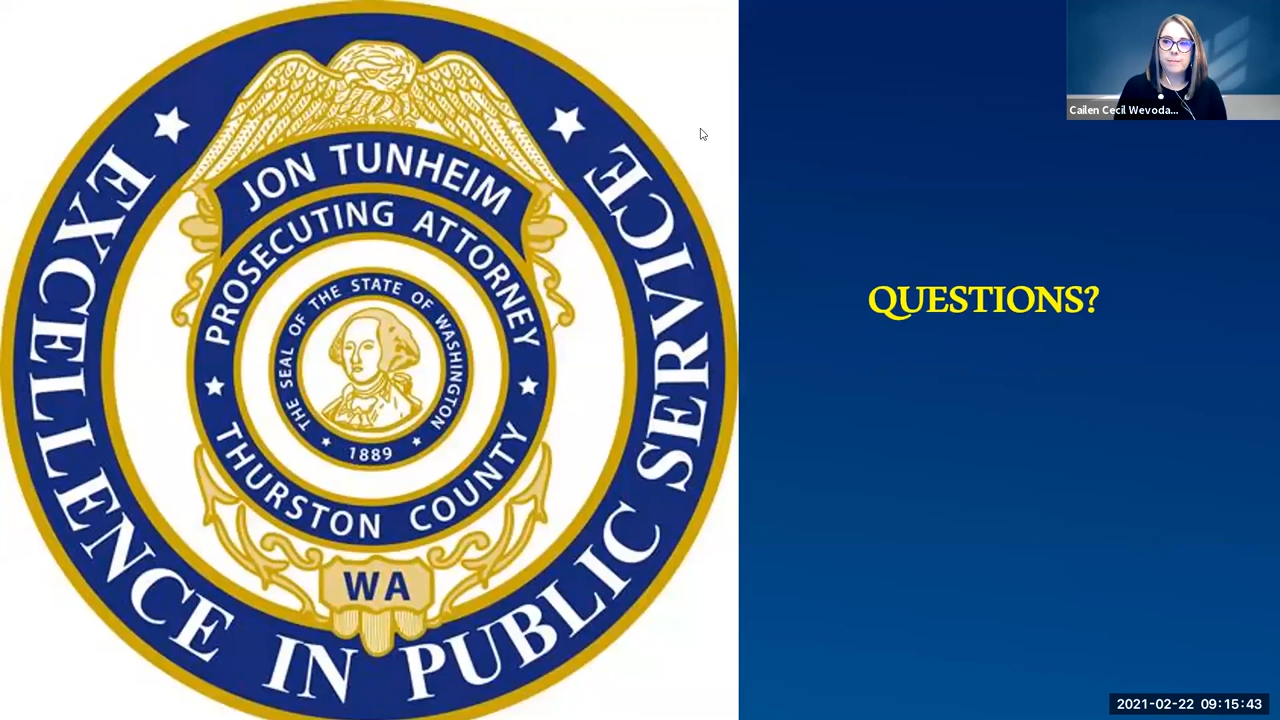 EXCELLENCE IN PUBLIC SERVICE
JON TUNHEIM
PROSECUTING ATTORNEY
THE SEAL OF THE STATE OF WASHINGTON
1889
THURSTON COUNTY
WA
QUESTIONS?
Cailen Cecil Wevoda...
2021-02-22 09:15:43